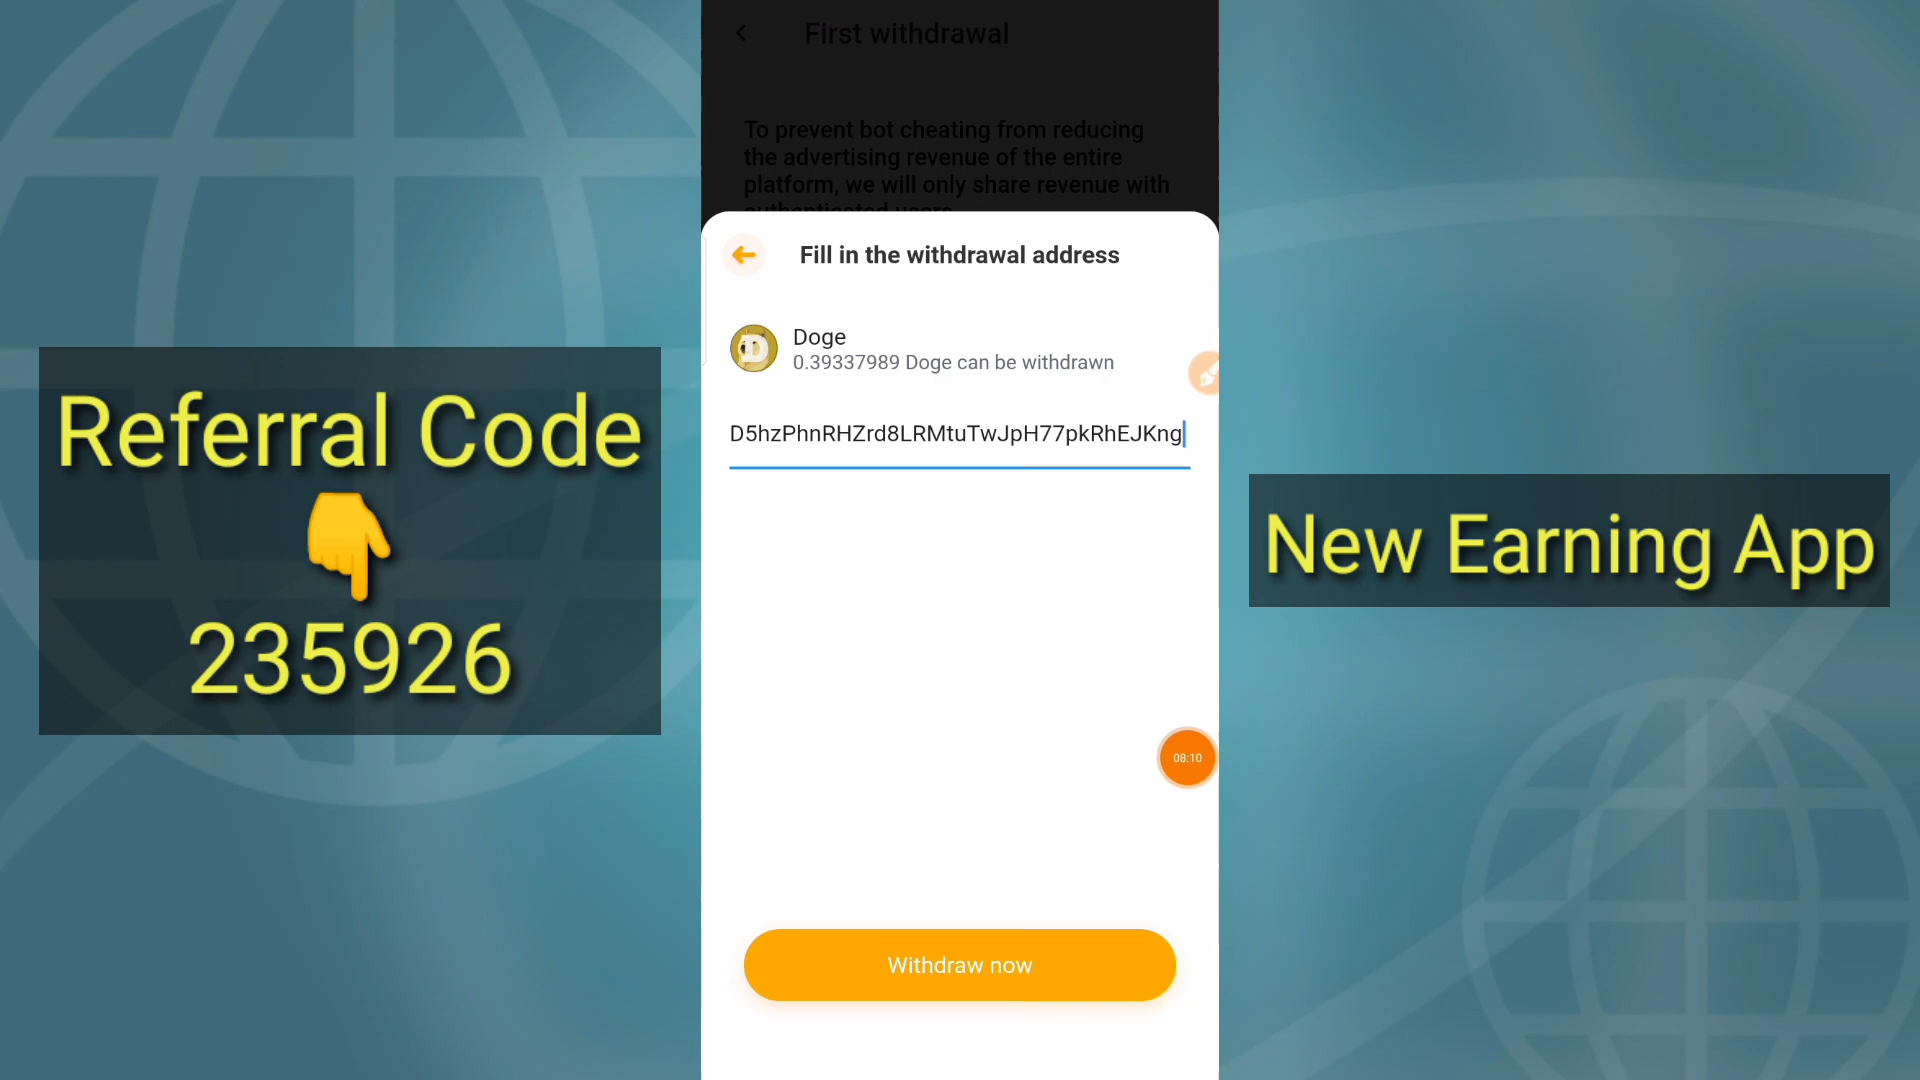 First withdrawal
To prevent bot cheating from reducing
the advertising revenue of the entire
platform, we will only share revenue with
authenticated users
Fill in the withdrawal address
Doge
0.39337989 Doge can be withdrawn
D5hzPhnRHZrd8LRMtuTwJpH77pkRhEJKng
08:10
Withdraw now
Referral Code
235926
New Earning App